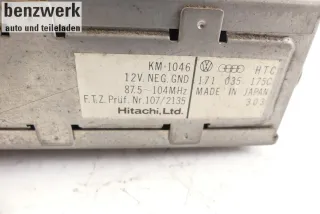 benzwerk
auto und teileladen
KM-1046
12V. NEG. GND
87.5 - 104MHz
F.T.Z. Prüf. Nr. 107/2135
Hitachi, Ltd.
HTC
171 035 175C
MADE IN JAPAN
303